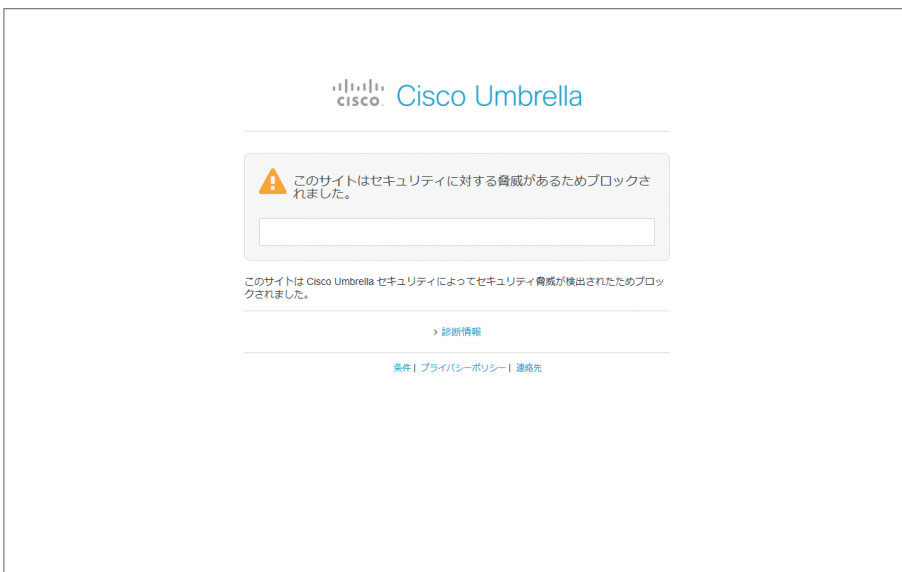 CISCO Cisco Umbrella
このサイトはセキュリティに対する脅威があるためブロックさ
れました。
このサイトは Cisco Umbrella セキュリティによってセキュリティ脅威が検出されたためブロッ
クされました。
> 診断情報
条件 | プライバシーポリシー | 連絡先